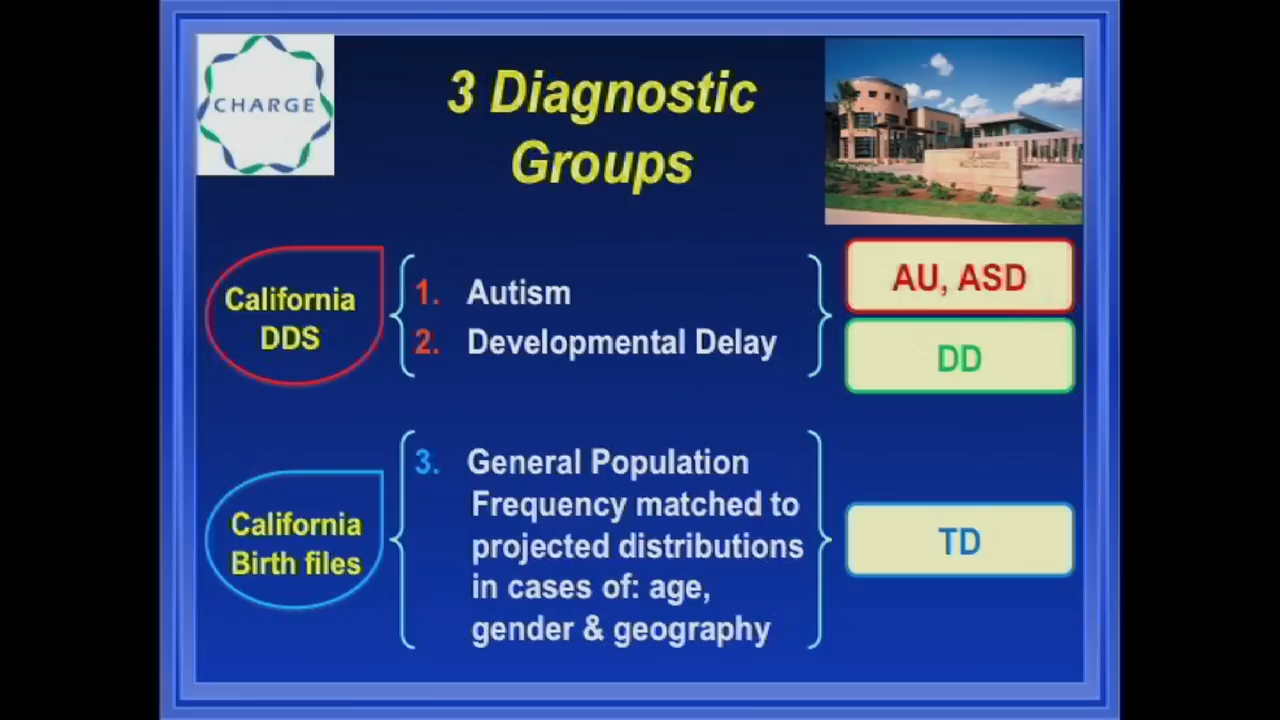 CHARGE
3 Diagnostic
Groups
California
DDS
1. Autism
2. Developmental Delay
AU, ASD
DD
California
Birth files
3. General Population
Frequency matched to
projected distributions
in cases of: age,
gender & geography
TD